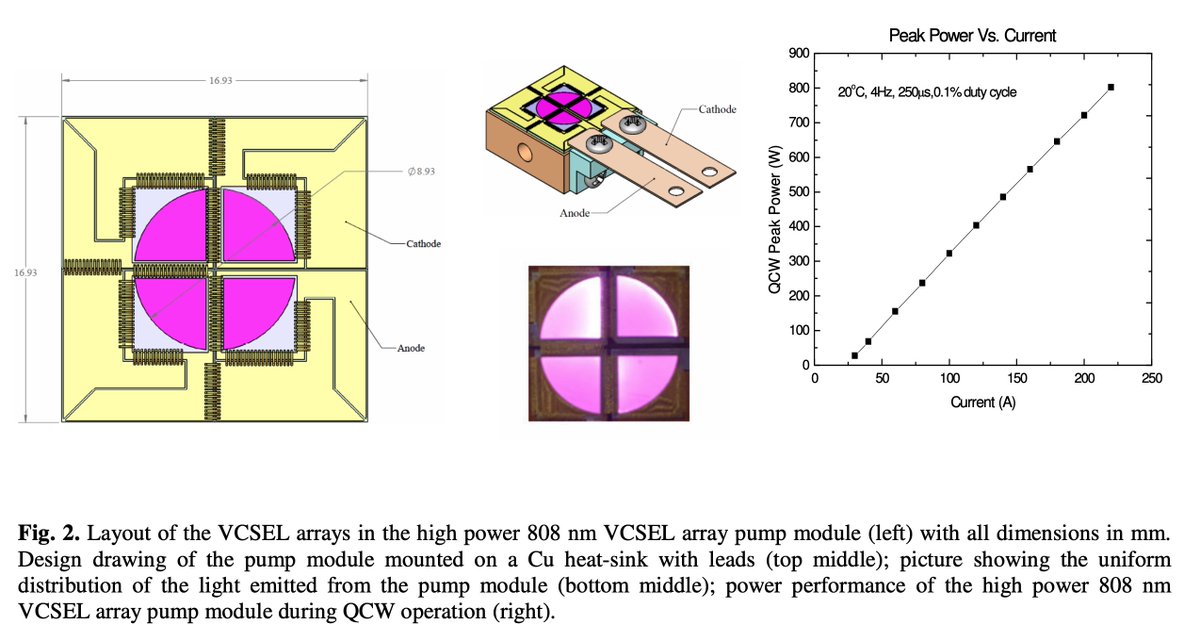 16.93
16.93
Ø8.93
Cathode
Anode
Cathode
Anode
Peak Power Vs. Current
20°C, 4Hz, 250µs,0.1% duty cycle
QCW Peak Power (W)
900
800
700
600
500
400
300
200
100
0
0 50 100 150 200 250
Current (A)
Fig. 2. Layout of the VCSEL arrays in the high power 808 nm VCSEL array pump module (left) with all dimensions in mm.
Design drawing of the pump module mounted on a Cu heat-sink with leads (top middle); picture showing the uniform
distribution of the light emitted from the pump module (bottom middle); power performance of the high power 808 nm
VCSEL array pump module during QCW operation (right).